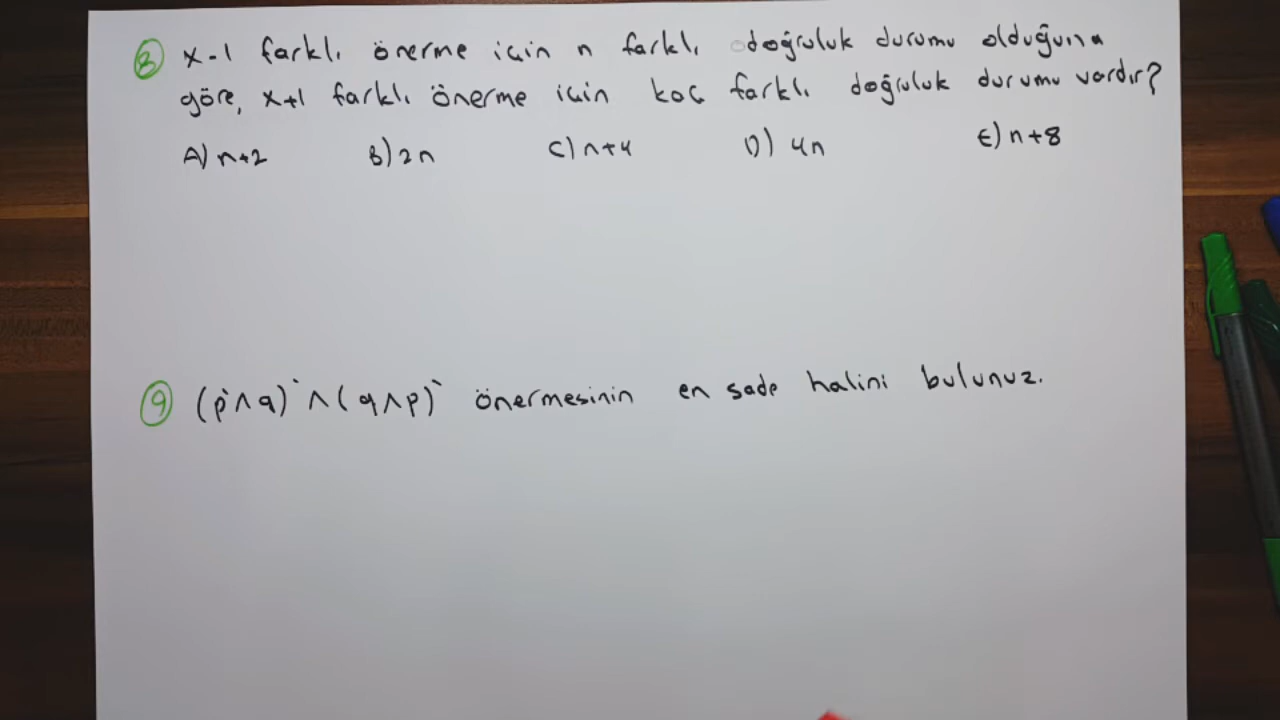 8 x-1 farklı önerme için n farklı doğruluk durumu olduğuna
göre, x+1 farklı önerme için kaç farklı doğruluk durumu vardır?
A) n+2 B) 2n C) n+4 D) 4n E) n+8
9 (p'∧q)' ∧ (q∧p)' önermesinin en sade halini bulunuz.